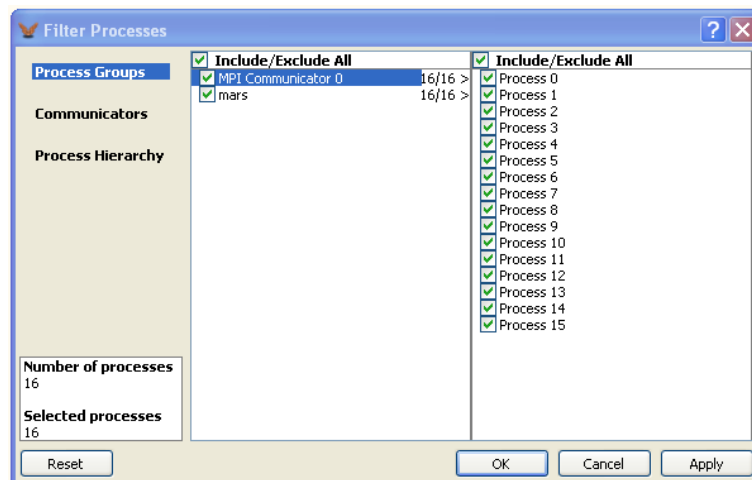 Filter Processes
Process Groups
Communicators
Process Hierarchy
Number of processes
16
Selected processes
16
Include/Exclude All
MPI Communicator 0 16/16 >
mars 16/16 >
Include/Exclude All
Process 0
Process 1
Process 2
Process 3
Process 4
Process 5
Process 6
Process 7
Process 8
Process 9
Process 10
Process 11
Process 12
Process 13
Process 14
Process 15
Reset
OK
Cancel
Apply